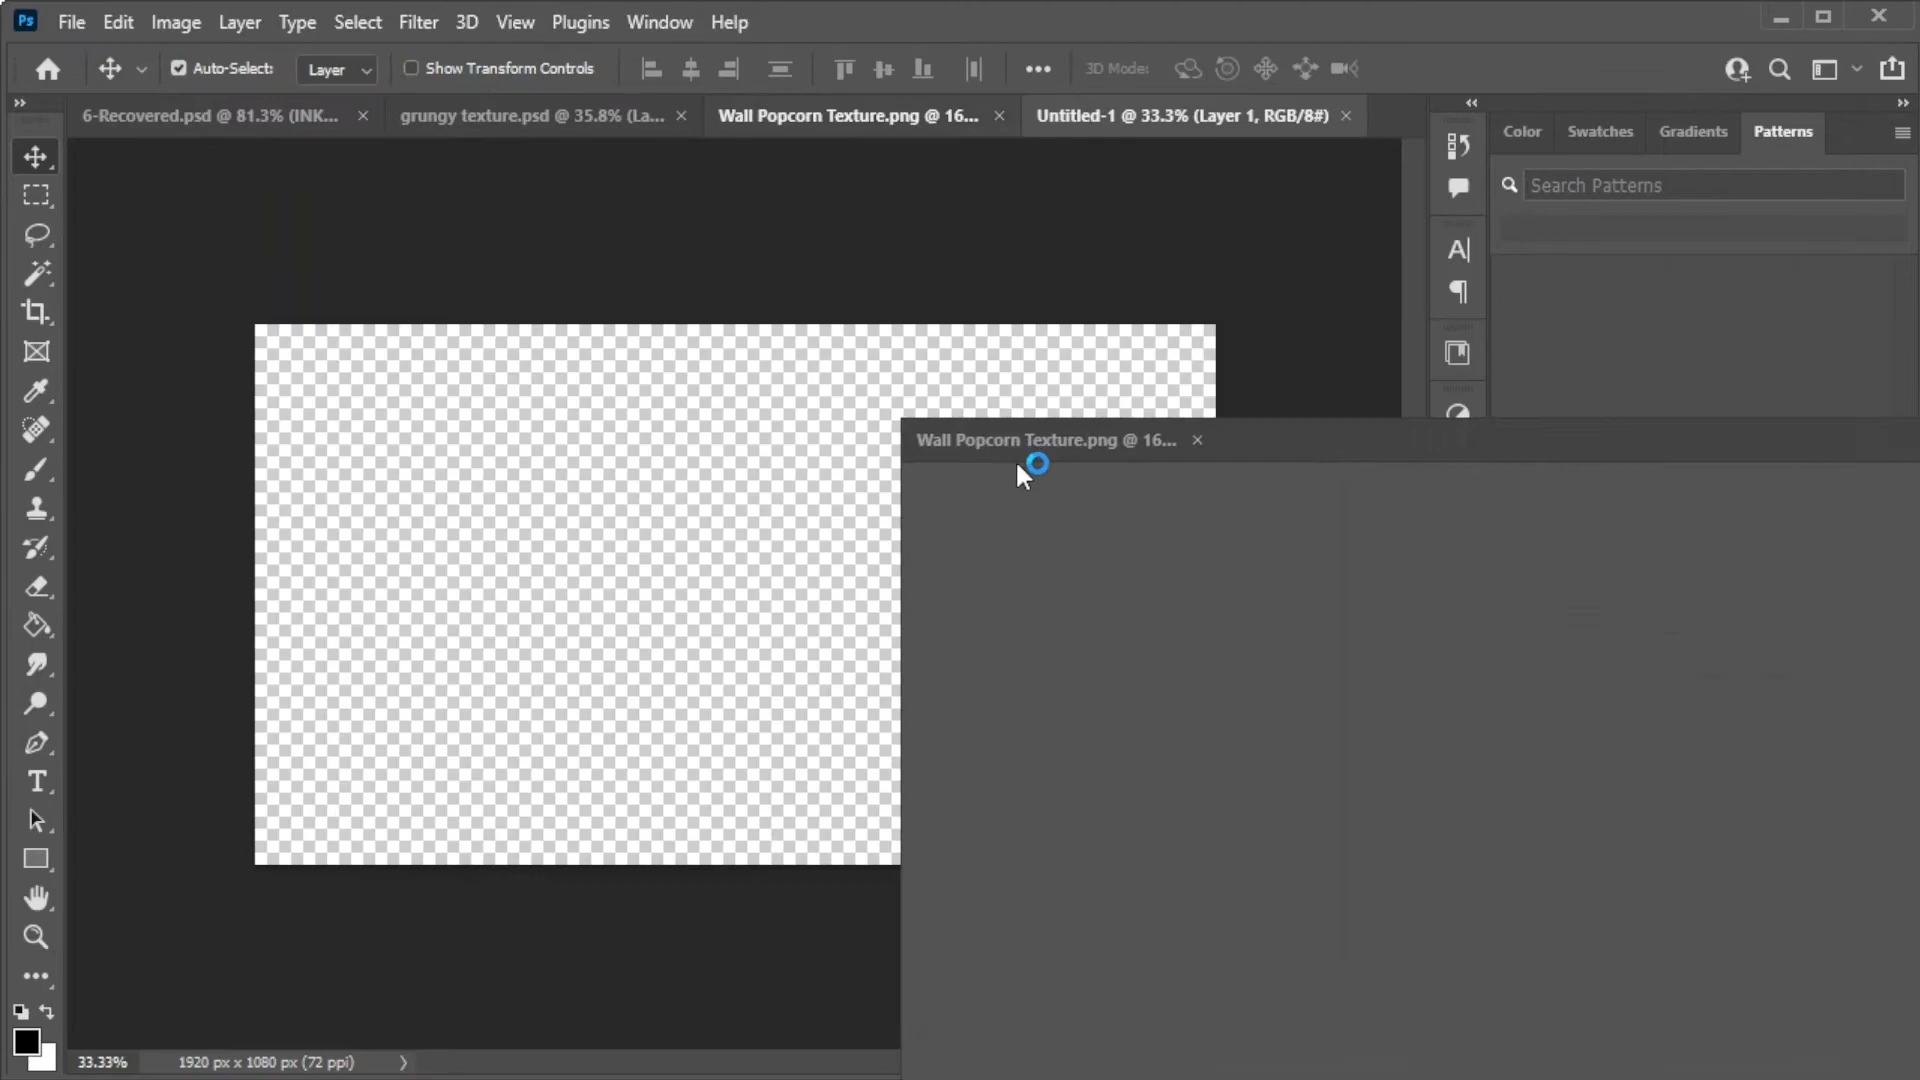 Ps File Edit Image Layer Type Select Filter 3D View Plugins Window Help
Auto-Select: Layer Show Transform Controls 3D Mode:
6-Recovered.psd @ 81.3% (INK... × grungy texture.psd @ 35.8% (La... × Wall Popcorn Texture.png @ 16... × Untitled-1 @ 33.3% (Layer 1, RGB/8#) ×
Color Swatches Gradients Patterns
Search Patterns
Wall Popcorn Texture.png @ 16... ×
33.33% 1920 px x 1080 px (72 ppi)